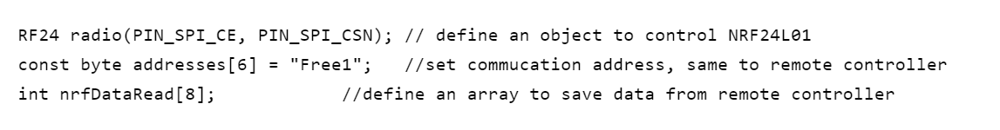 RF24 radio(PIN_SPI_CE, PIN_SPI_CSN); // define an object to control NRF24L01
const byte addresses[6] = "Free1";   //set commucation address, same to remote controller
int nrfDataRead[8];            //define an array to save data from remote controller